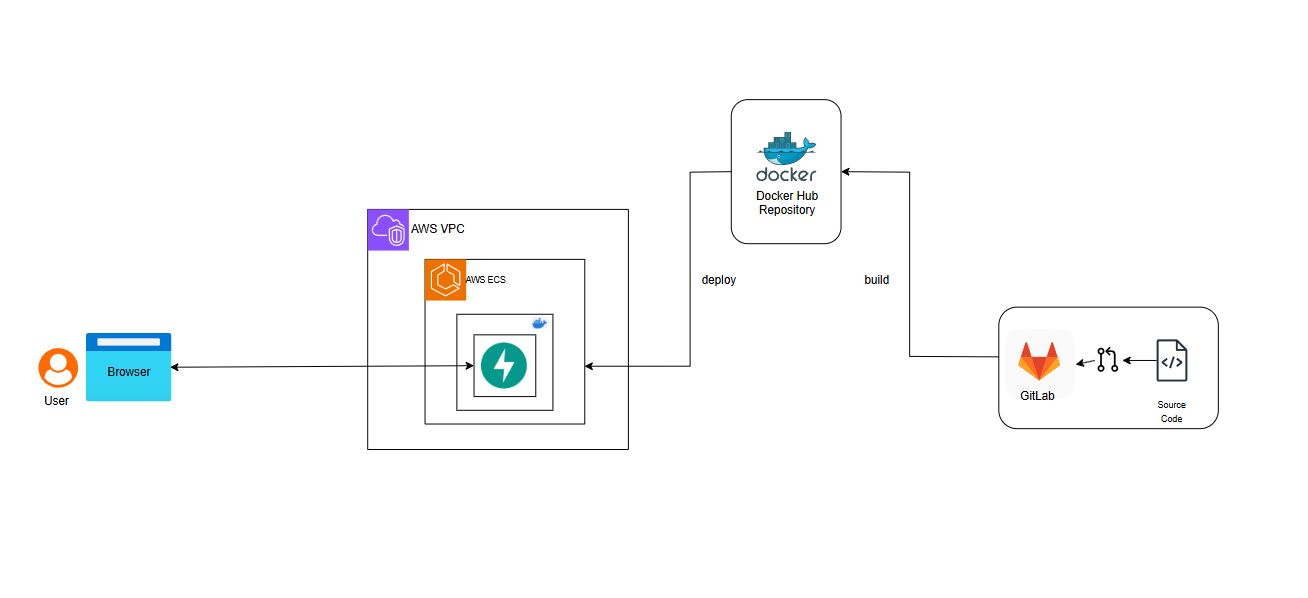 docker
Docker Hub
Repository
AWS VPC
AWS ECS
deploy
build
Browser
User
GitLab
</>
Source
Code